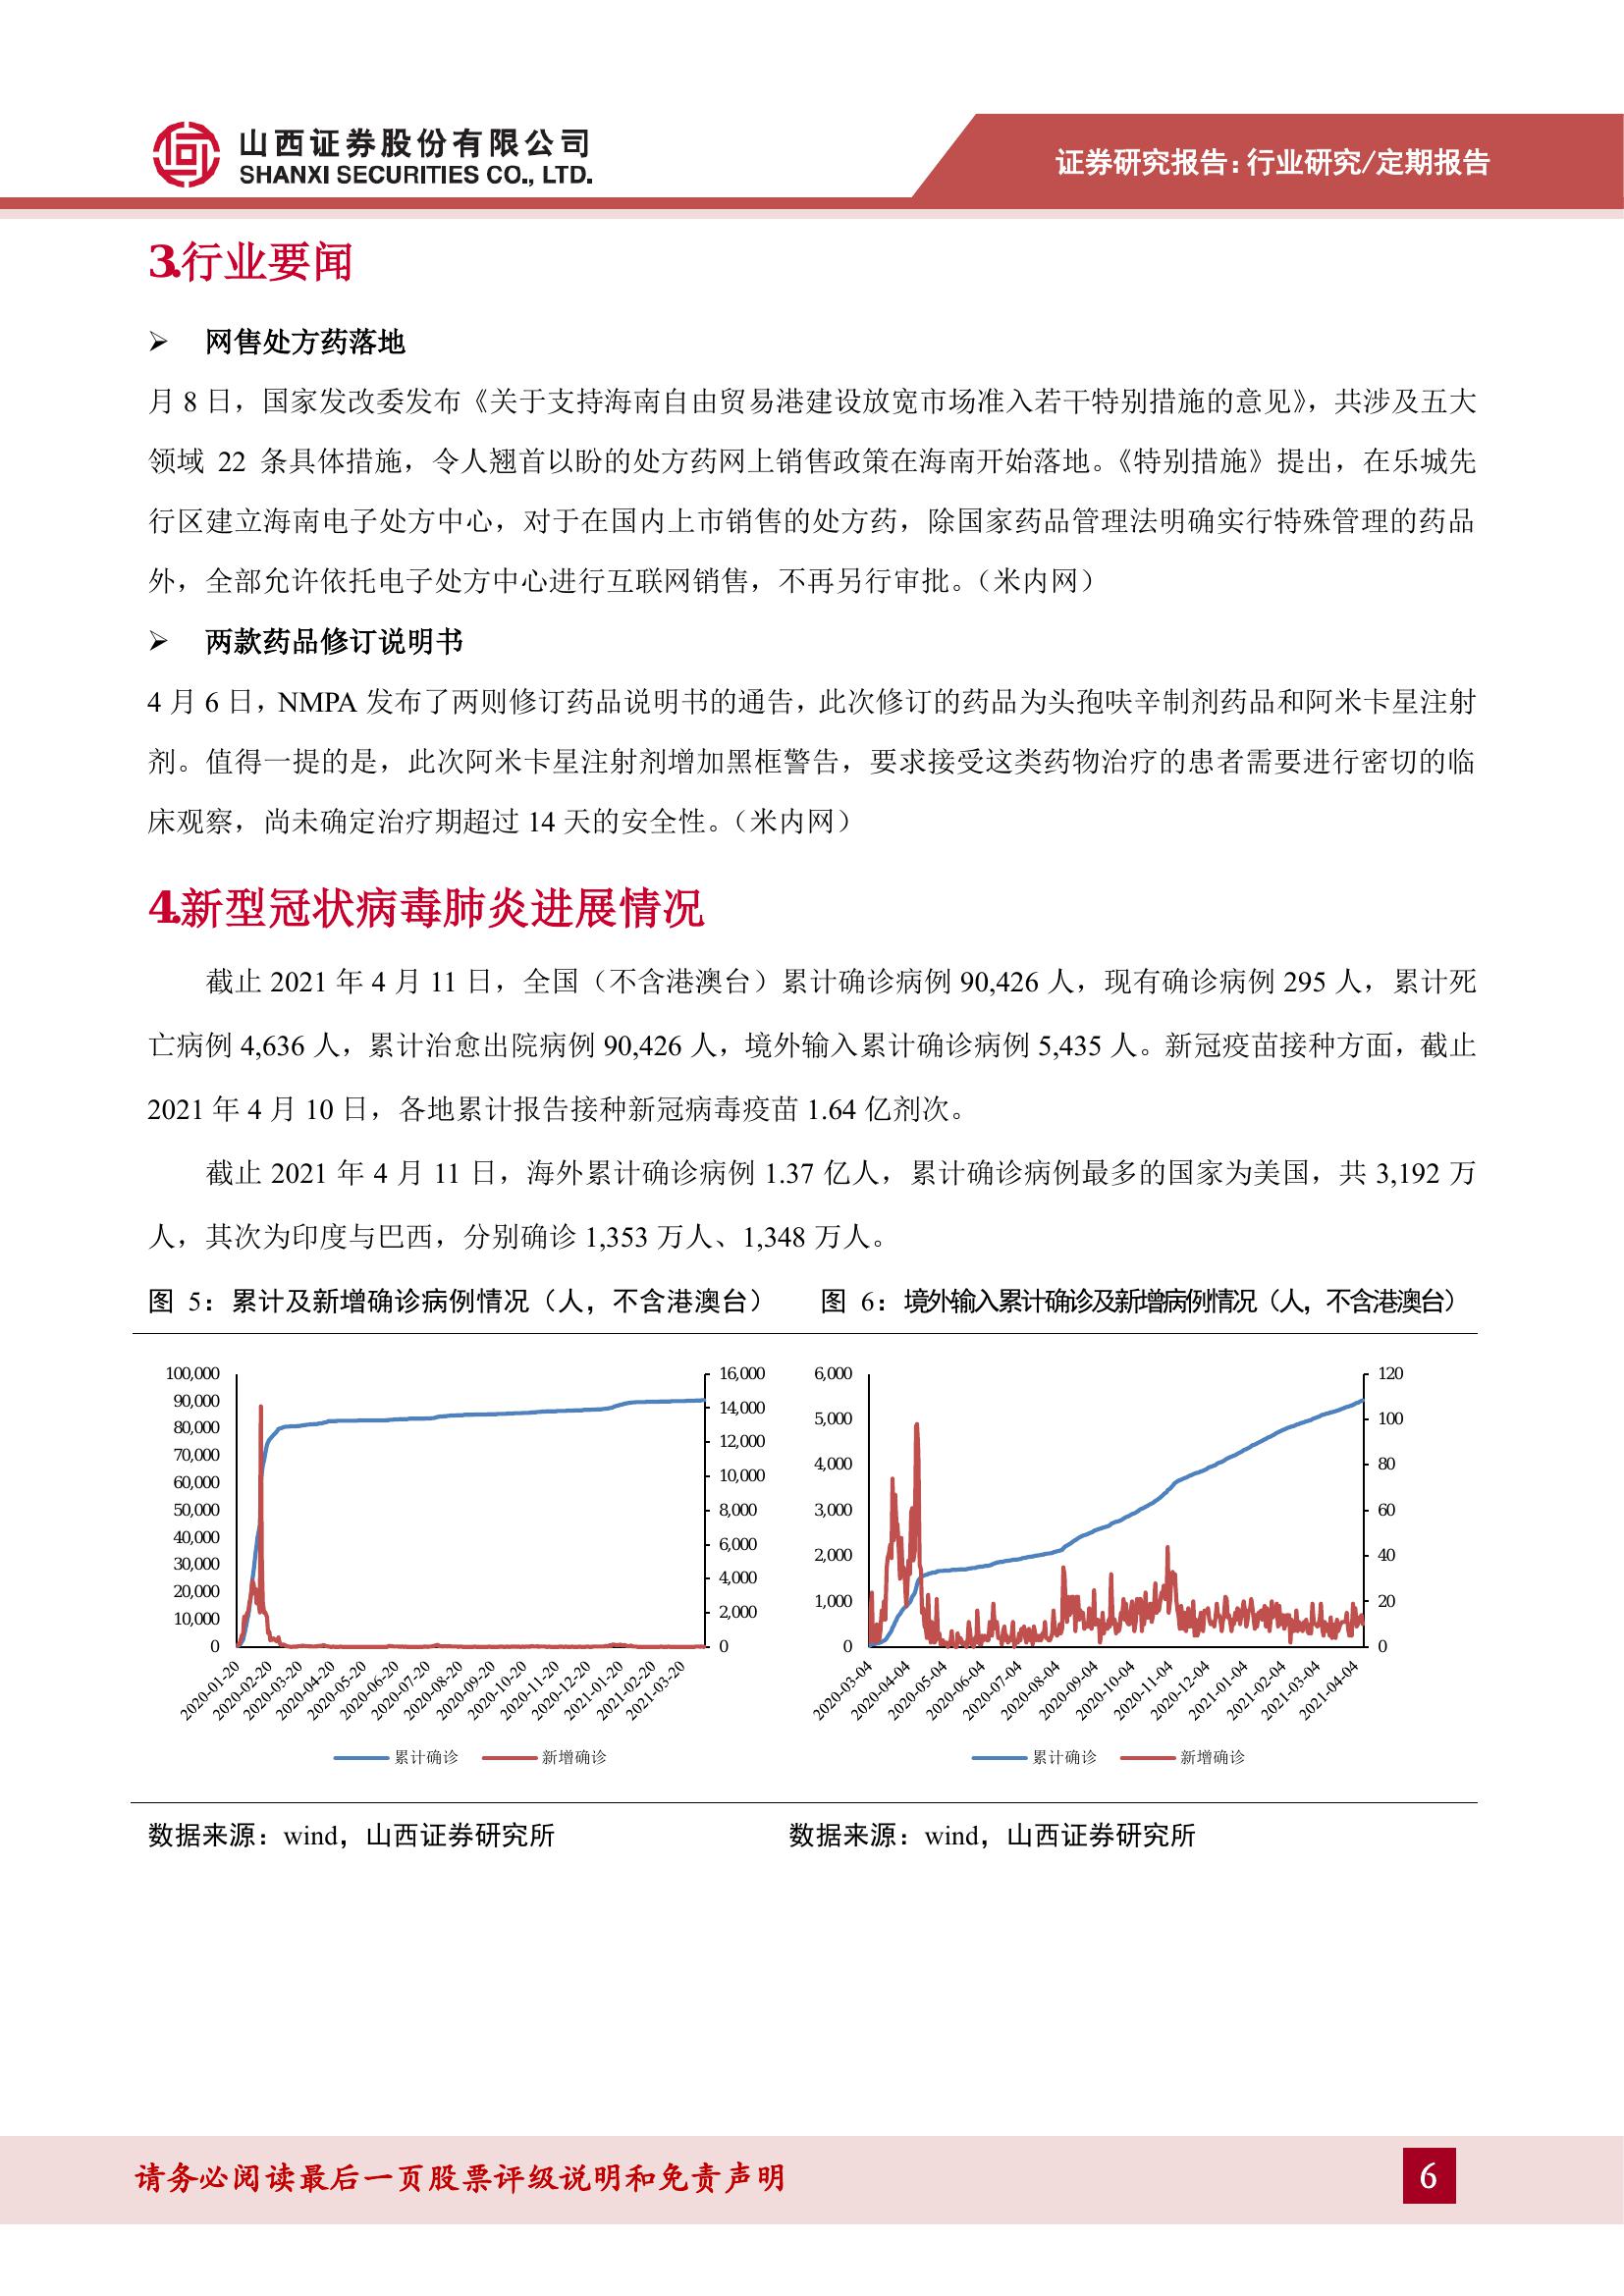 山西证券股份有限公司
SHANXI SECURITIES CO., LTD.
证券研究报告：行业研究/定期报告
3.行业要闻
➢ 网售处方药落地
月 8 日，国家发改委发布《关于支持海南自由贸易港建设放宽市场准入若干特别措施的意见》，共涉及五大
领域 22 条具体措施，令人翘首以盼的处方药网上销售政策在海南开始落地。《特别措施》提出，在乐城先
行区建立海南电子处方中心，对于在国内上市销售的处方药，除国家药品管理法明确实行特殊管理的药品
外，全部允许依托电子处方中心进行互联网销售，不再另行审批。（米内网）
➢ 两款药品修订说明书
4 月 6 日，NMPA 发布了两则修订药品说明书的通告，此次修订的药品为头孢呋辛制剂药品和阿米卡星注射
剂。值得一提的是，此次阿米卡星注射剂增加黑框警告，要求接受这类药物治疗的患者需要进行密切的临
床观察，尚未确定治疗期超过 14 天的安全性。（米内网）
4.新型冠状病毒肺炎进展情况
截止 2021 年 4 月 11 日，全国（不含港澳台）累计确诊病例 90,426 人，现有确诊病例 295 人，累计死
亡病例 4,636 人，累计治愈出院病例 90,426 人，境外输入累计确诊病例 5,435 人。新冠疫苗接种方面，截止
2021 年 4 月 10 日，各地累计报告接种新冠病毒疫苗 1.64 亿剂次。
截止 2021 年 4 月 11 日，海外累计确诊病例 1.37 亿人，累计确诊病例最多的国家为美国，共 3,192 万
人，其次为印度与巴西，分别确诊 1,353 万人、1,348 万人。
图 5：累计及新增确诊病例情况（人，不含港澳台）
100,000
90,000
80,000
70,000
60,000
50,000
40,000
30,000
20,000
10,000
0
16,000
14,000
12,000
10,000
8,000
6,000
4,000
2,000
0
2020-01-20
2020-02-20
2020-03-20
2020-04-20
2020-05-20
2020-06-20
2020-07-20
2020-08-20
2020-09-20
2020-10-20
2020-11-20
2020-12-20
2021-01-20
2021-02-20
2021-03-20
累计确诊 新增确诊
数据来源：wind，山西证券研究所
图 6：境外输入累计确诊及新增病例情况（人，不含港澳台）
6,000
5,000
4,000
3,000
2,000
1,000
0
120
100
80
60
40
20
0
2020-03-04
2020-04-04
2020-05-04
2020-06-04
2020-07-04
2020-08-04
2020-09-04
2020-10-04
2020-11-04
2020-12-04
2021-01-04
2021-02-04
2021-03-04
2021-04-04
累计确诊 新增确诊
数据来源：wind，山西证券研究所
请务必阅读最后一页股票评级说明和免责声明
6